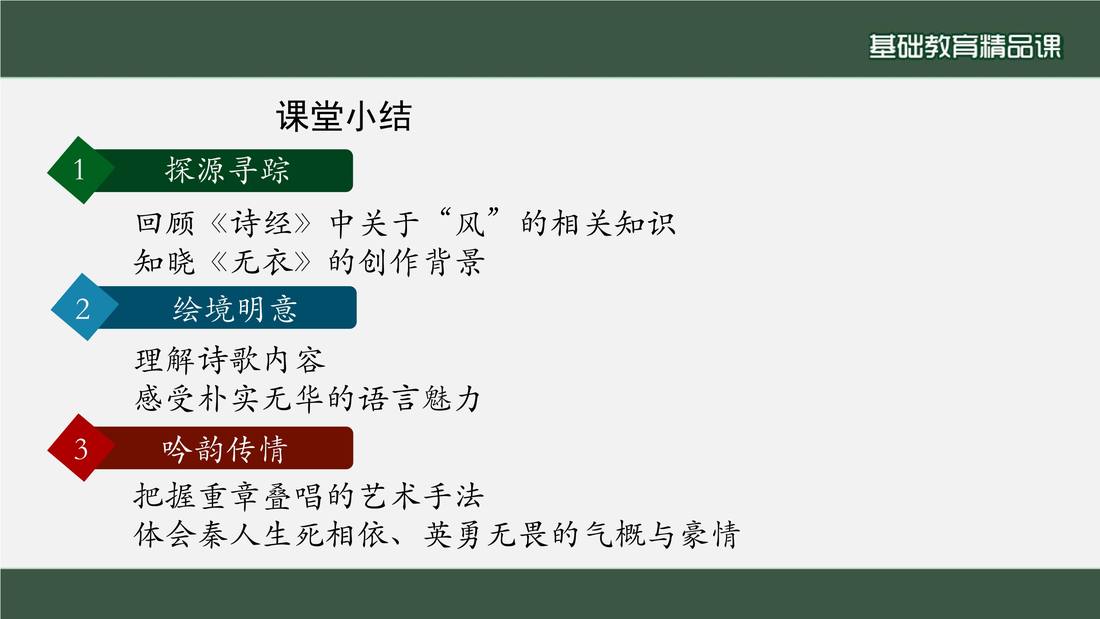 基础教育精品课
课堂小结
1 探源寻踪
回顾《诗经》中关于“风”的相关知识
知晓《无衣》的创作背景
2 绘境明意
理解诗歌内容
感受朴实无华的语言魅力
3 吟韵传情
把握重章叠唱的艺术手法
体会秦人生死相依、英勇无畏的气概与豪情